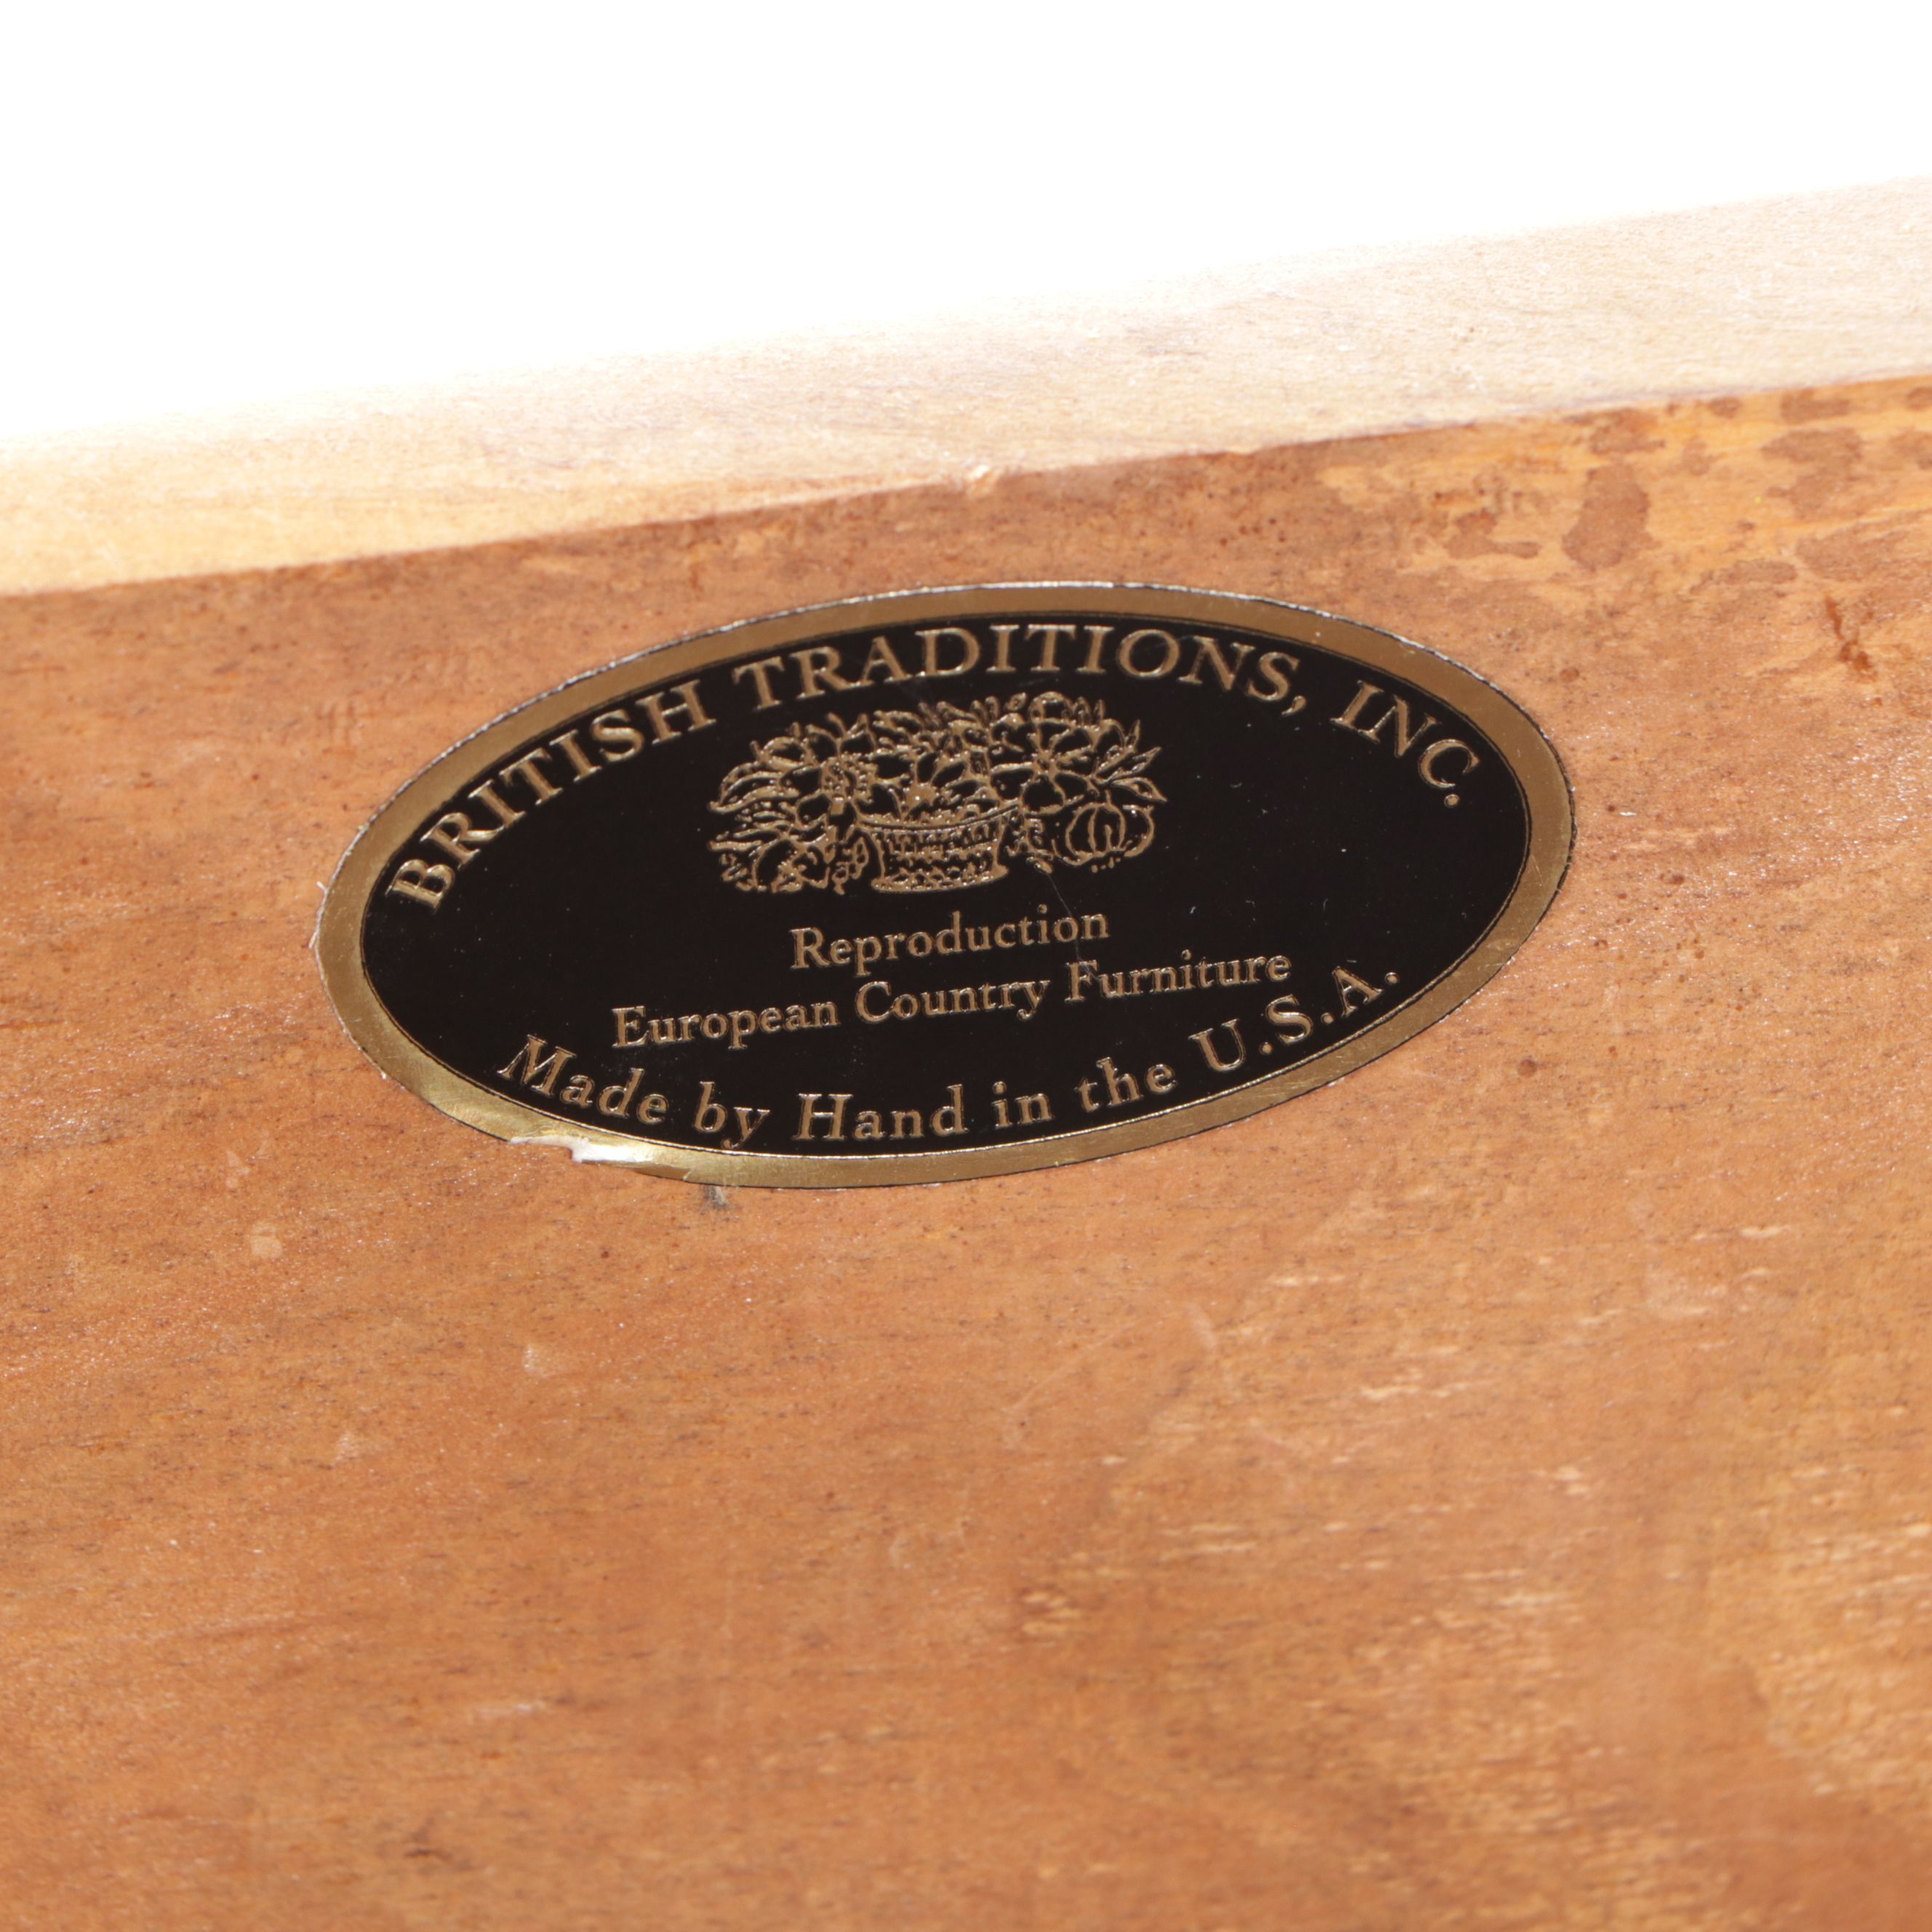 BRITISH TRADITIONS, INC.
Reproduction
European Country Furniture
Made by Hand in the U.S.A.